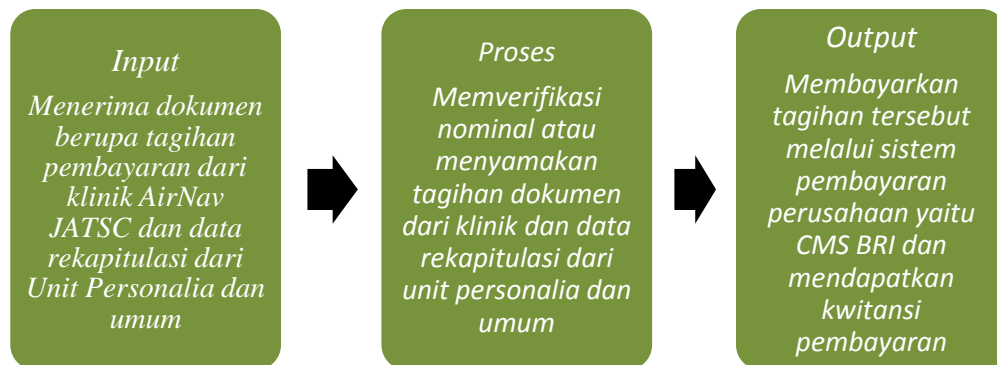 Input
Menerima dokumen
berupa tagihan
pembayaran dari
klinik AirNav
JATSC dan data
rekapitulasi dari
Unit Personalia dan
umum
Proses
Memverifikasi
nominal atau
menyamakan
tagihan dokumen
dari klinik dan data
rekapitulasi dari
unit personalia dan
umum
Output
Membayarkan
tagihan tersebut
melalui sistem
pembayaran
perusahaan yaitu
CMS BRI dan
mendapatkan
kwitansi
pembayaran